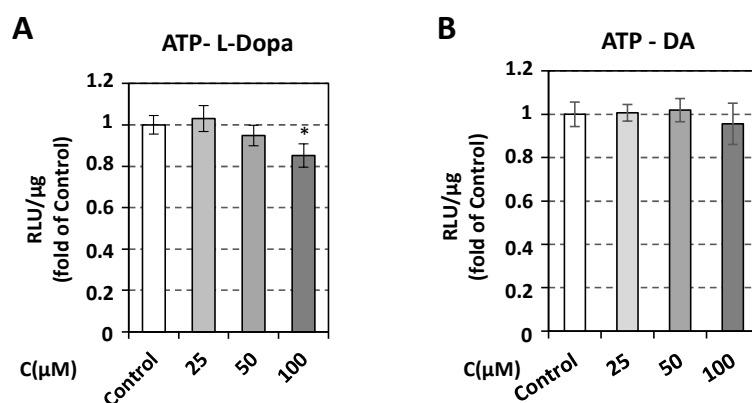 A
ATP- L-Dopa
RLU/µg
(fold of Control)
1.2
1
0.8
0.6
0.4
0.2
0
*
C(µM)
Control
25
50
100
B
ATP - DA
RLU/µg
(fold of Control)
1.2
1
0.8
0.6
0.4
0.2
0
C(µM)
Control
25
50
100